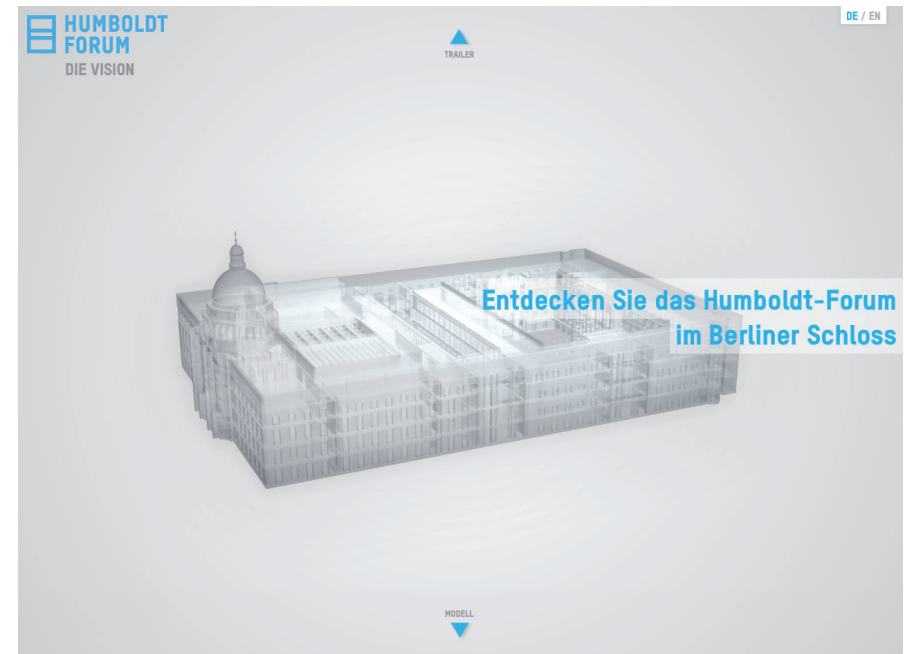 HUMBOLDT
FORUM
DIE VISION
DE / EN
TRAILER
Entdecken Sie das Humboldt-Forum
im Berliner Schloss
MODELL